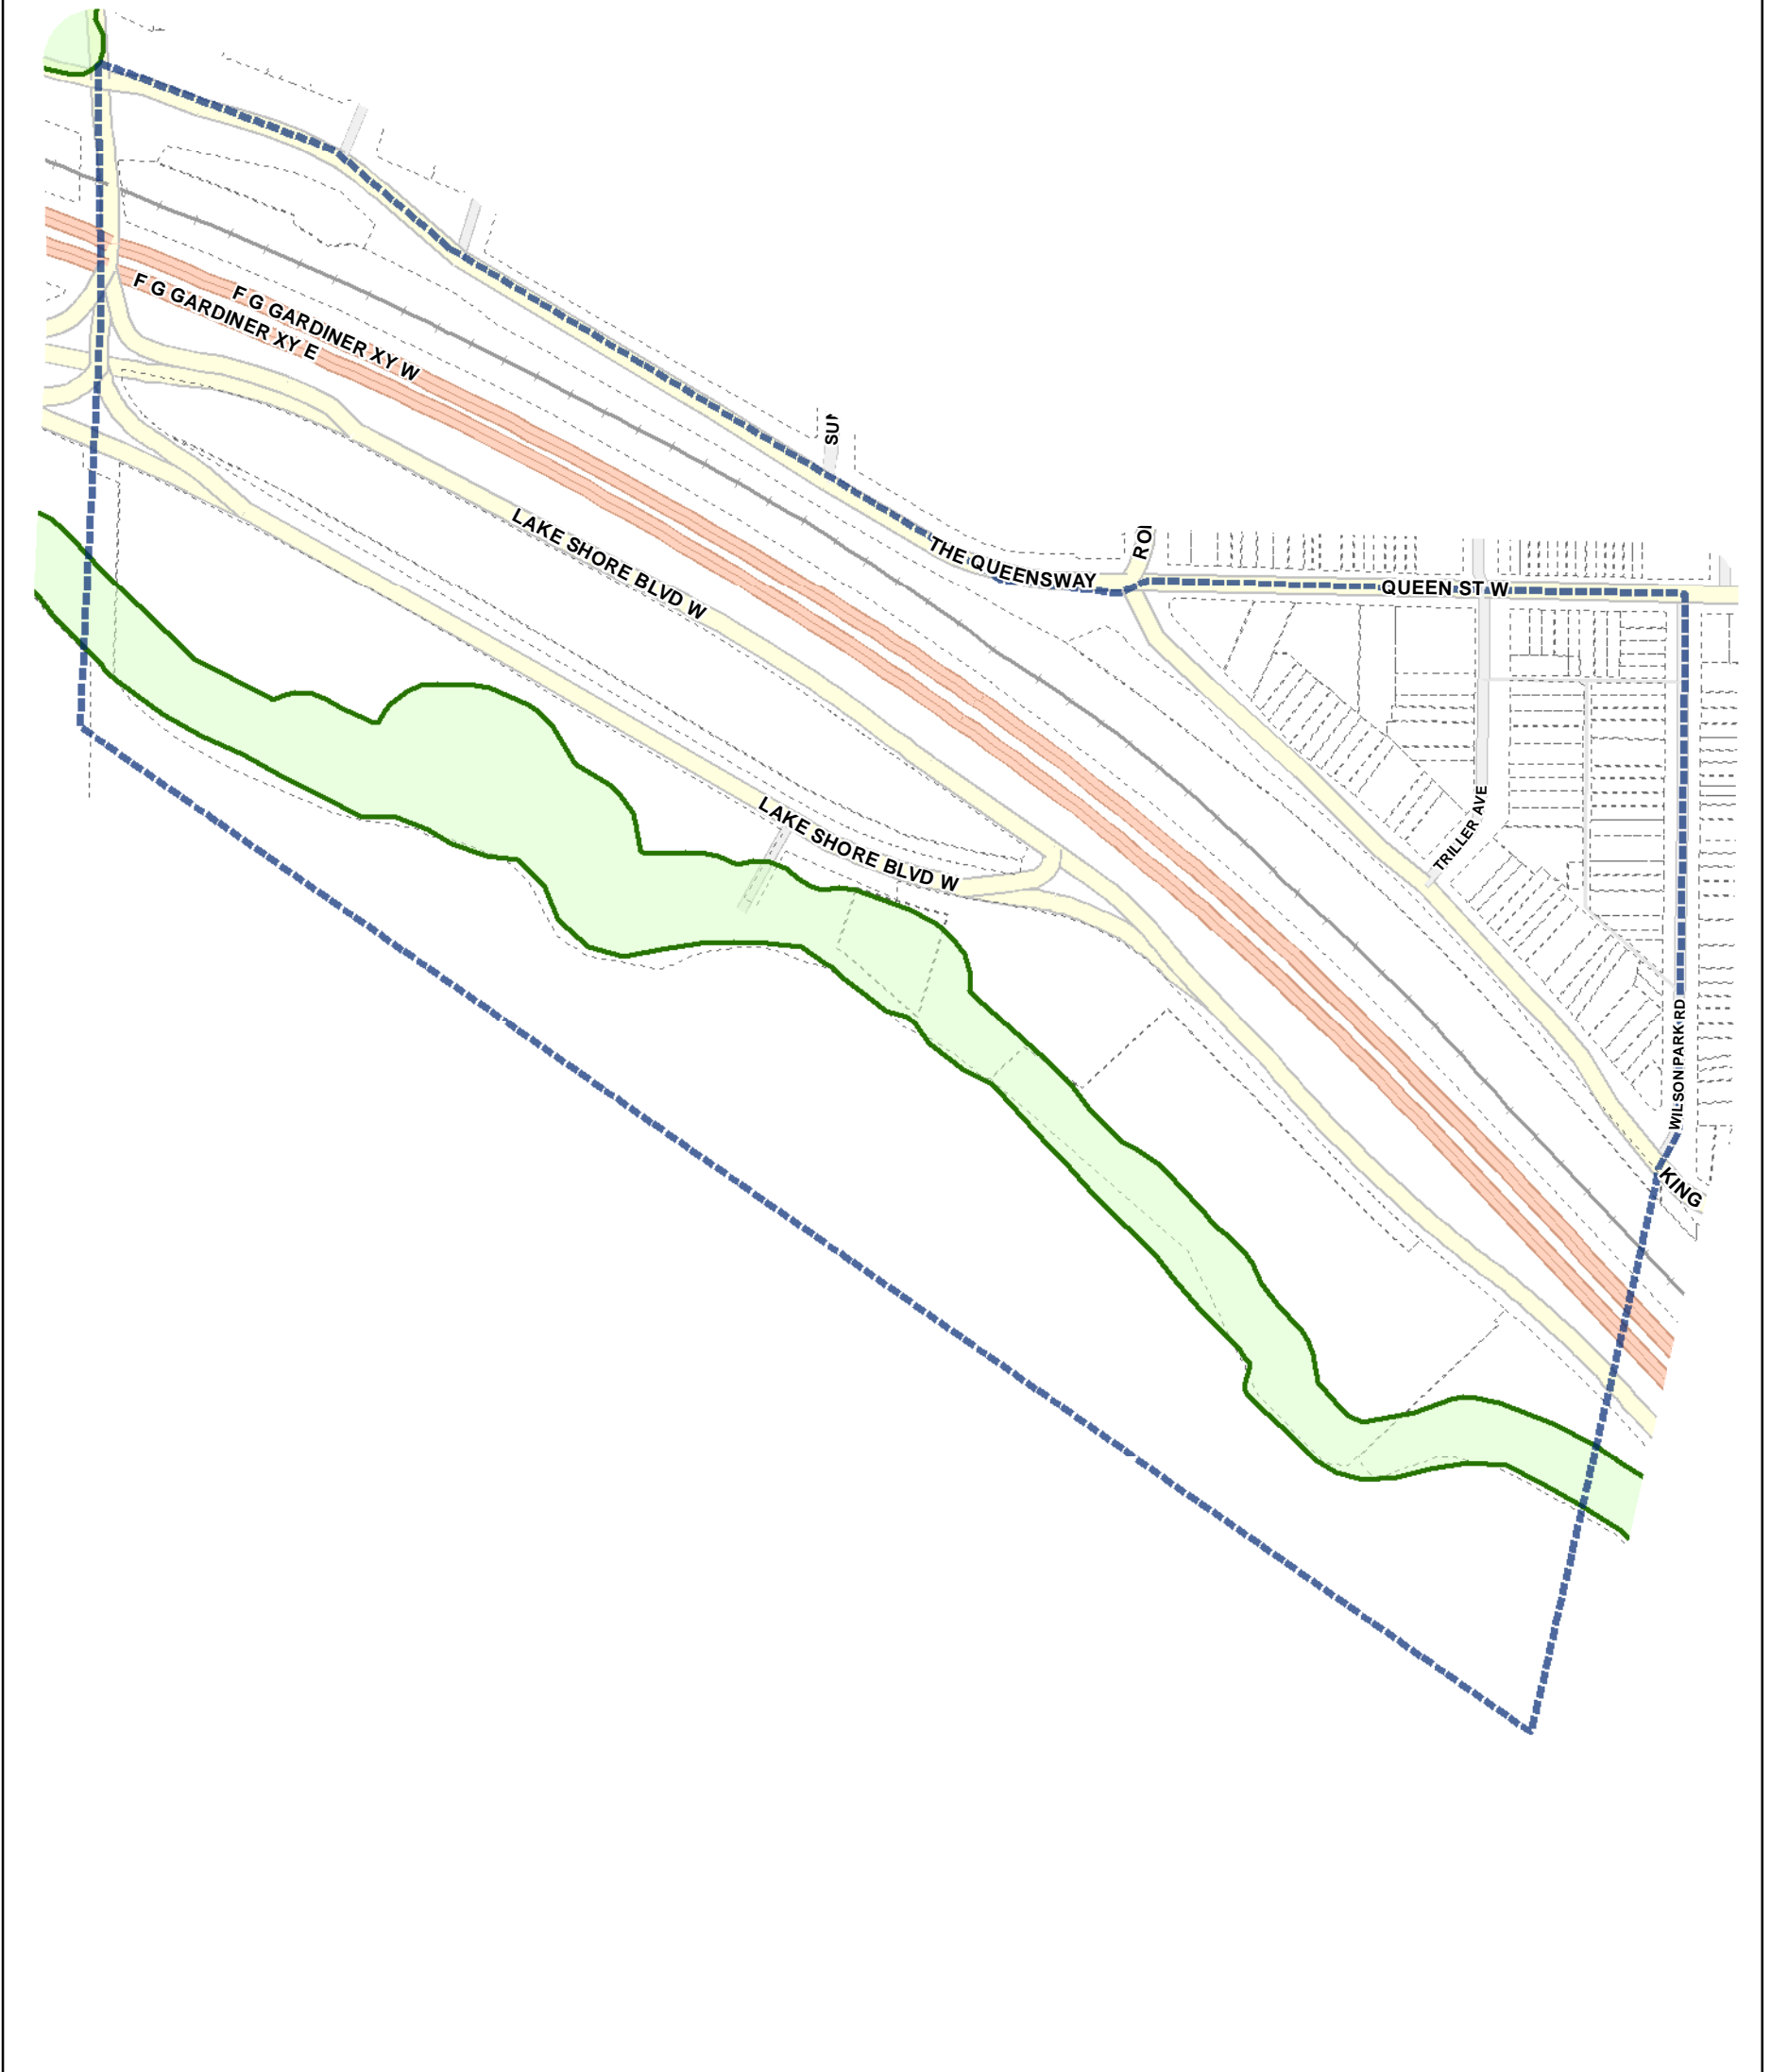 F G GARDINER XY W
F G GARDINER XY E
SUN
LAKE SHORE BLVD W
THE QUEENSWAY
QUEEN ST W
TRILLER AVE
LAKE SHORE BLVD W
WILSON PARK RD
KING